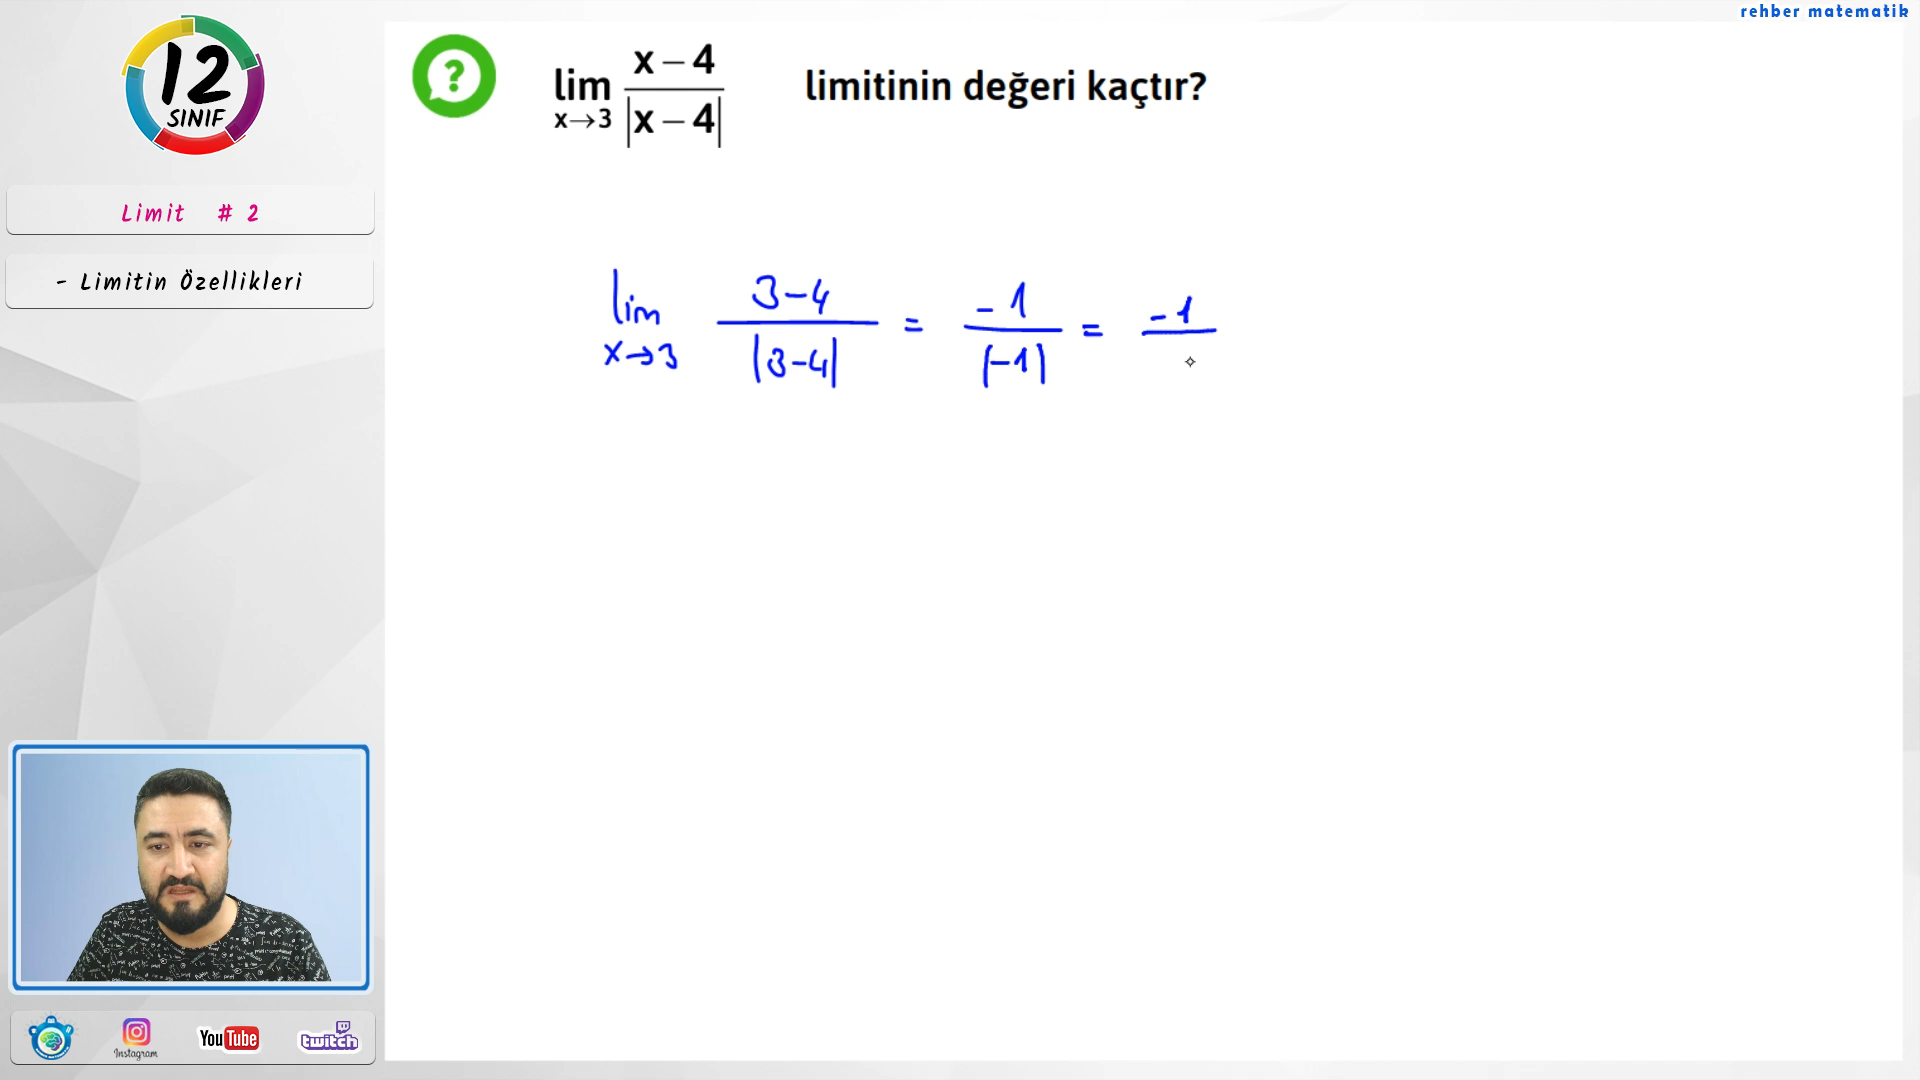 rehber matematik
12
SINIF
Limit # 2
- Limitin Özellikleri
?
lim x→3 (x – 4)/|x – 4| limitinin değeri kaçtır?
lim x→3 (3-4)/|3-4| = -1/|-1| = -1
Instagram
YouTube
twitch